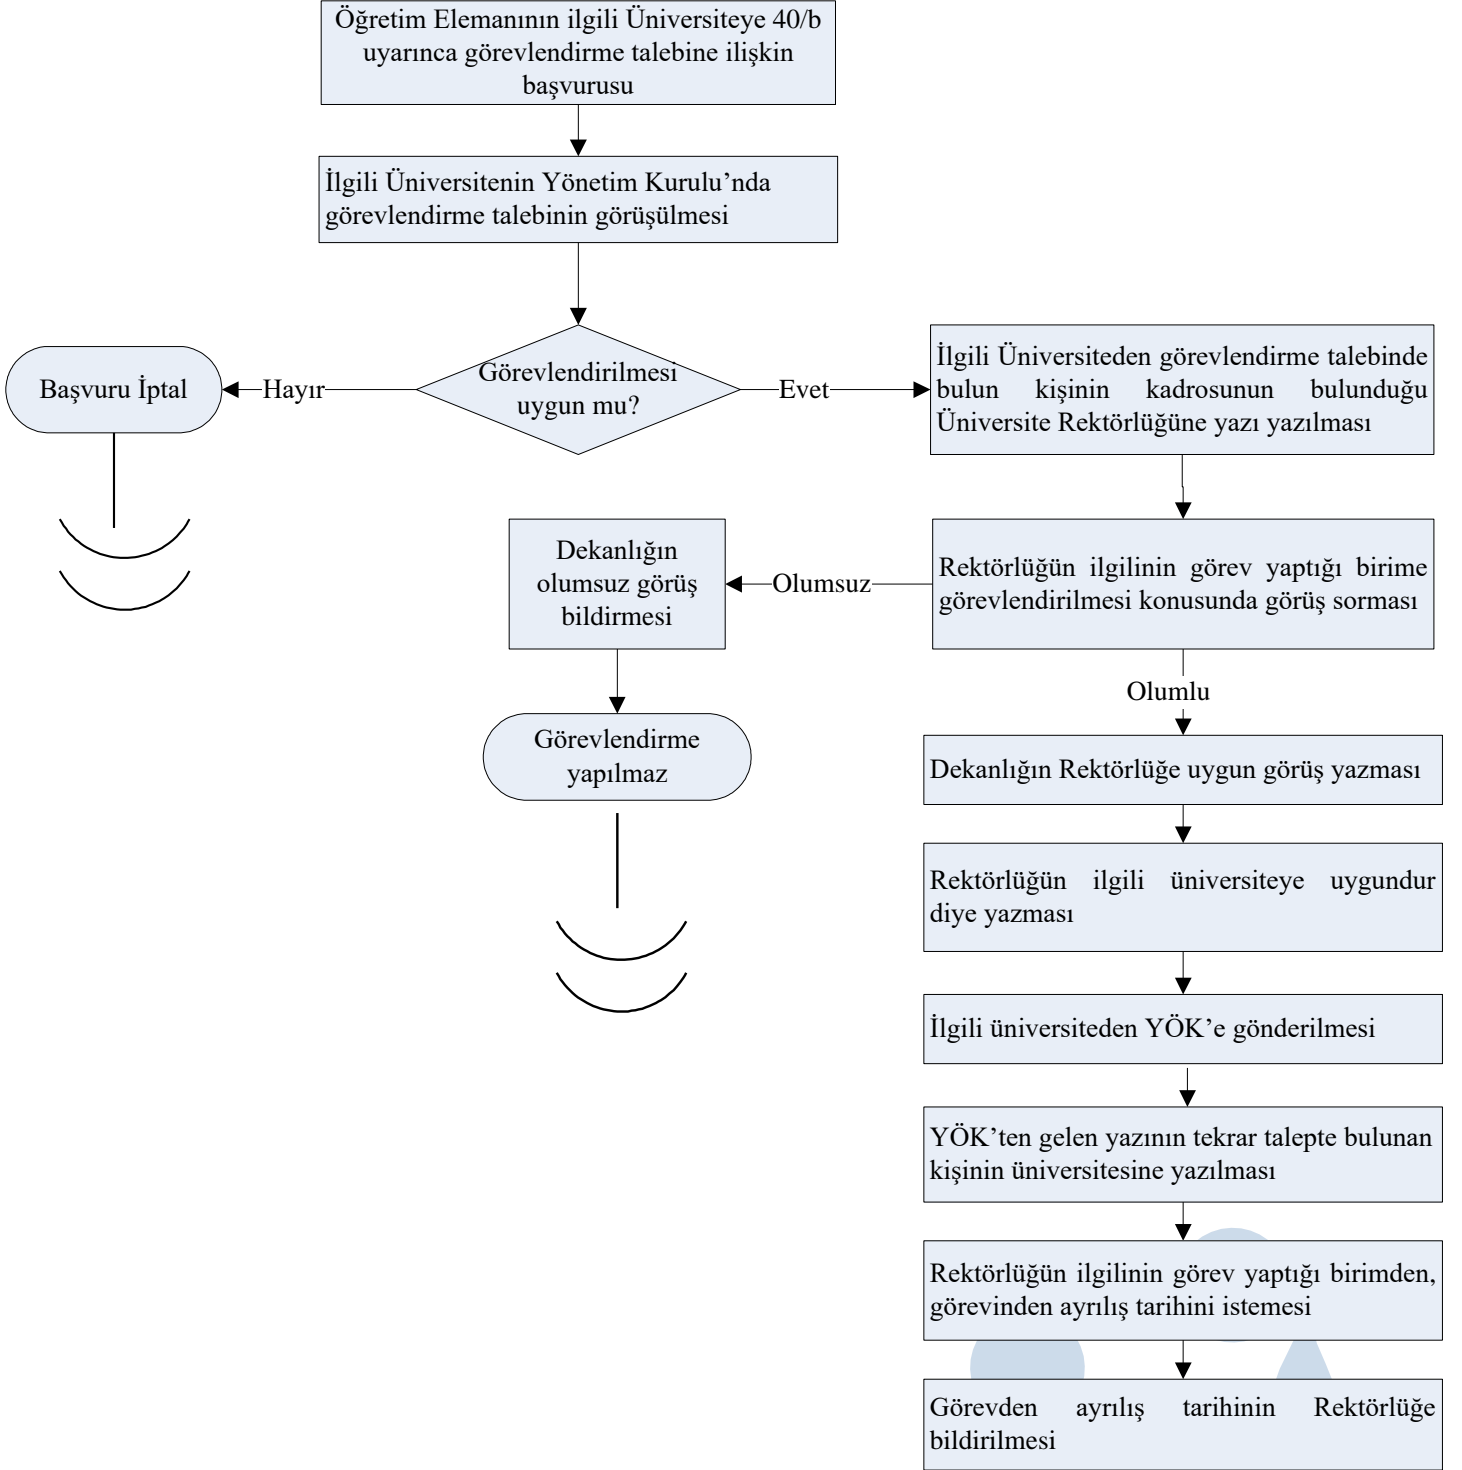 Öğretim Elemanının ilgili Üniversiteye 40/b
uyarınca görevlendirme talebine ilişkin
başvurusu
İlgili Üniversitenin Yönetim Kurulu’nda
görevlendirme talebinin görüşülmesi
Görevlendirilmesi
uygun mu?
Hayır
Başvuru İptal
Evet
İlgili Üniversiteden görevlendirme talebinde
bulun kişinin kadrosunun bulunduğu
Üniversite Rektörlüğüne yazı yazılması
Rektörlüğün ilgilinin görev yaptığı birime
görevlendirilmesi konusunda görüş sorması
Olumsuz
Dekanlığın
olumsuz görüş
bildirmesi
Görevlendirme
yapılmaz
Olumlu
Dekanlığın Rektörlüğe uygun görüş yazması
Rektörlüğün ilgili üniversiteye uygundur
diye yazması
İlgili üniversiteden YÖK’e gönderilmesi
YÖK’ten gelen yazının tekrar talepte bulunan
kişinin üniversitesine yazılması
Rektörlüğün ilgilinin görev yaptığı birimden,
görevinden ayrılış tarihini istemesi
Görevden ayrılış tarihinin Rektörlüğe
bildirilmesi